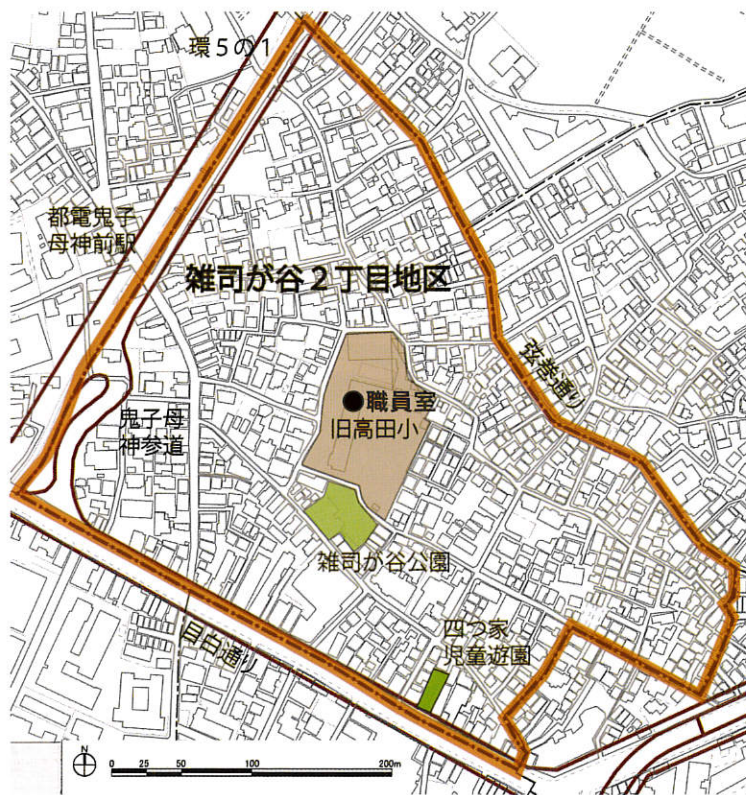 環5の1
都電鬼子
母神前駅
雑司が谷2丁目地区
弦巻通り
●職員室
旧高田小
鬼子母
神参道
雑司が谷公園
四つ家
児童遊園
目白通り
N
0 25 50 100 200m